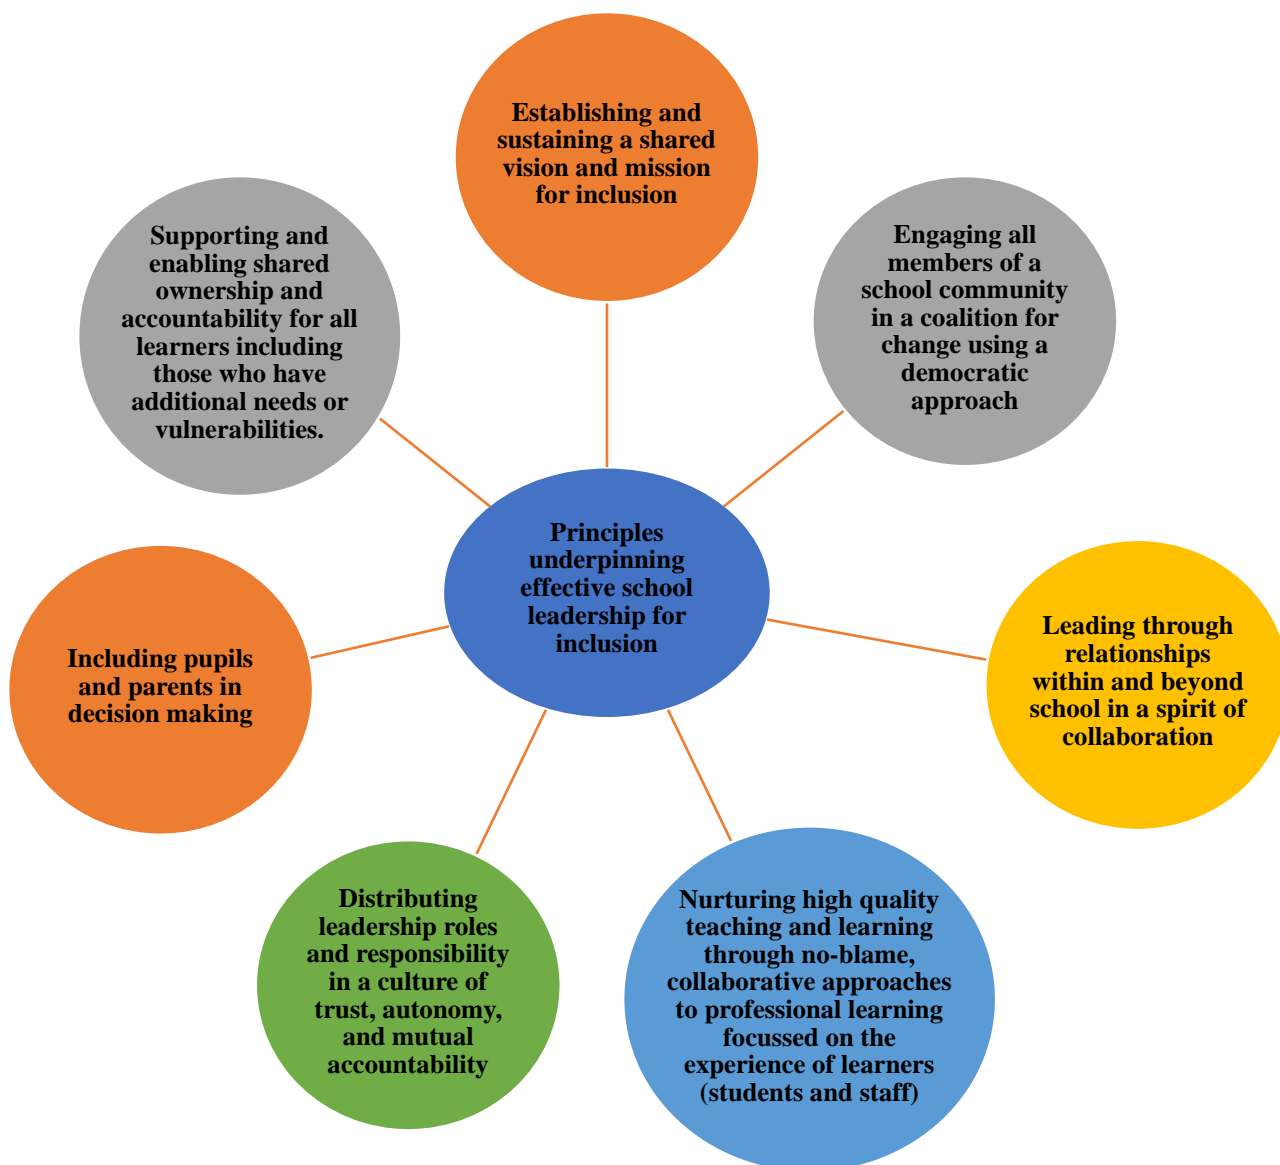 Establishing and
sustaining a shared
vision and mission
for inclusion
Supporting and
enabling shared
ownership and
accountability for all
learners including
those who have
additional needs or
vulnerabilities.
Engaging all
members of a
school community
in a coalition for
change using a
democratic
approach
Principles
underpinning
effective school
leadership for
inclusion
Including pupils
and parents in
decision making
Leading through
relationships
within and beyond
school in a spirit of
collaboration
Distributing
leadership roles
and responsibility
in a culture of
trust, autonomy,
and mutual
accountability
Nurturing high quality
teaching and learning
through no-blame,
collaborative approaches
to professional learning
focussed on the
experience of learners
(students and staff)